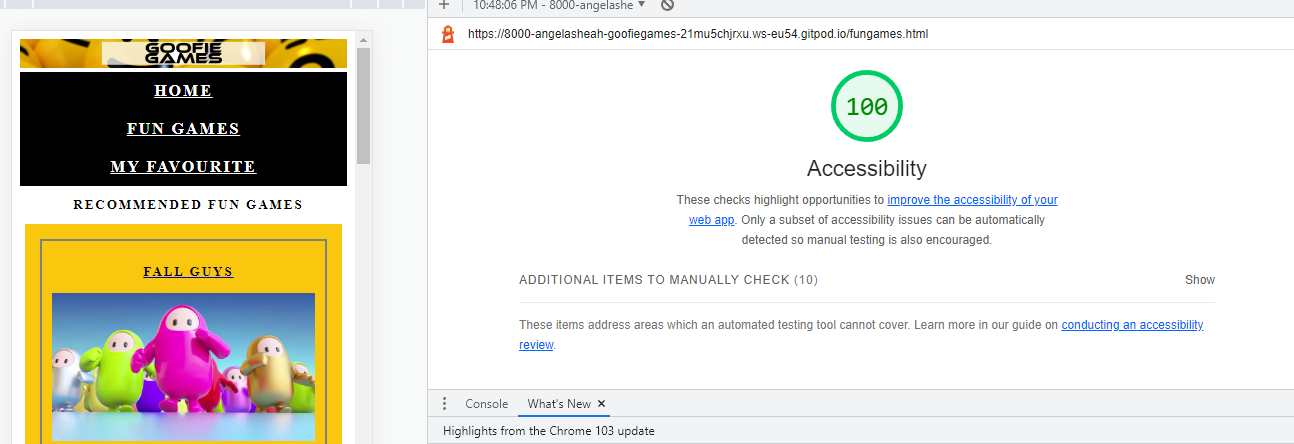 10:48:06 PM - 8000-angelashe
https://8000-angelasheah-goofiegames-21mu5chjrxu.ws-eu54.gitpod.io/fungames.html
GOOFIE
GAMES
HOME
FUN GAMES
MY FAVOURITE
RECOMMENDED FUN GAMES
FALL GUYS
100
Accessibility
These checks highlight opportunities to improve the accessibility of your
web app. Only a subset of accessibility issues can be automatically
detected so manual testing is also encouraged.
ADDITIONAL ITEMS TO MANUALLY CHECK (10)
Show
These items address areas which an automated testing tool cannot cover. Learn more in our guide on conducting an accessibility
review.
Console
What's New
Highlights from the Chrome 103 update